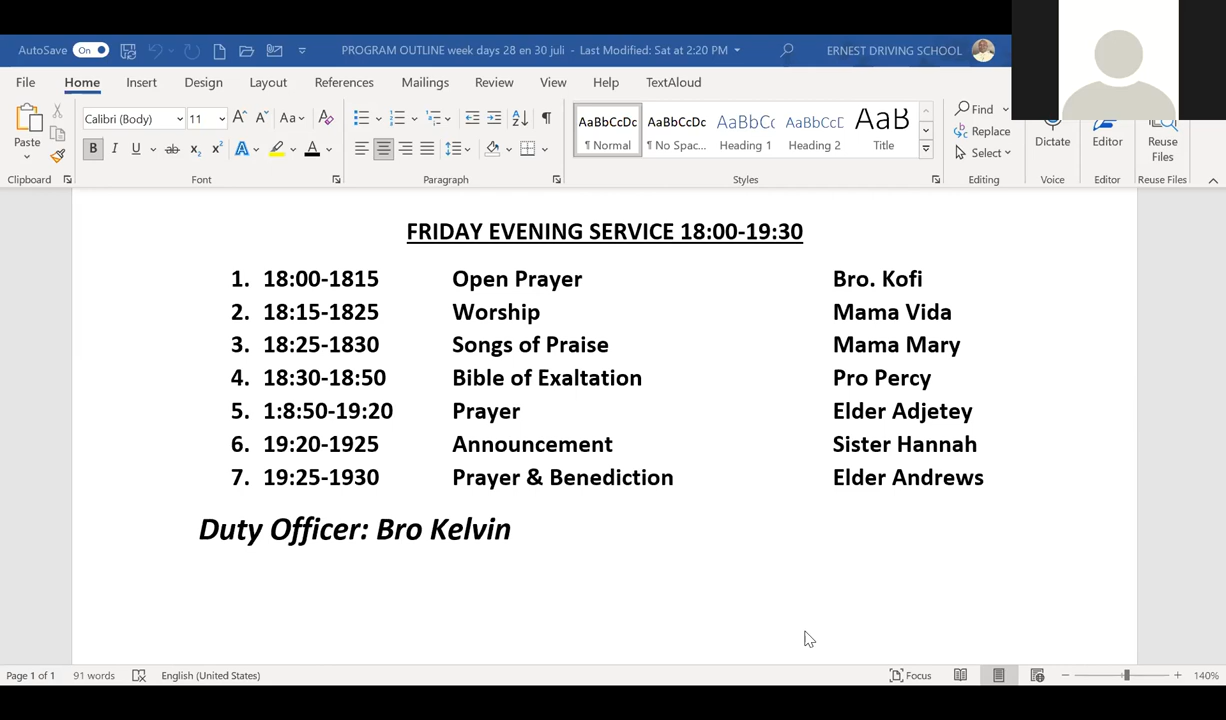 AutoSave On PROGRAM OUTLINE week days 28 en 30 juli - Last Modified: Sat at 2:20 PM ERNEST DRIVING SCHOOL
File Home Insert Design Layout References Mailings Review View Help TextAloud
Paste Calibri (Body) 11 Aa AaBbCcDc AaBbCcDc AaBbCc AaBbCcD AaB Find
¶ Normal ¶ No Spac... Heading 1 Heading 2 Title Replace
Select Dictate Editor Reuse Files
Clipboard Font Paragraph Styles Editing Voice Editor Reuse Files
FRIDAY EVENING SERVICE 18:00-19:30
1. 18:00-1815 Open Prayer Bro. Kofi
2. 18:15-1825 Worship Mama Vida
3. 18:25-1830 Songs of Praise Mama Mary
4. 18:30-18:50 Bible of Exaltation Pro Percy
5. 1:8:50-19:20 Prayer Elder Adjetey
6. 19:20-1925 Announcement Sister Hannah
7. 19:25-1930 Prayer & Benediction Elder Andrews
Duty Officer: Bro Kelvin
Page 1 of 1 91 words English (United States) Focus 140%